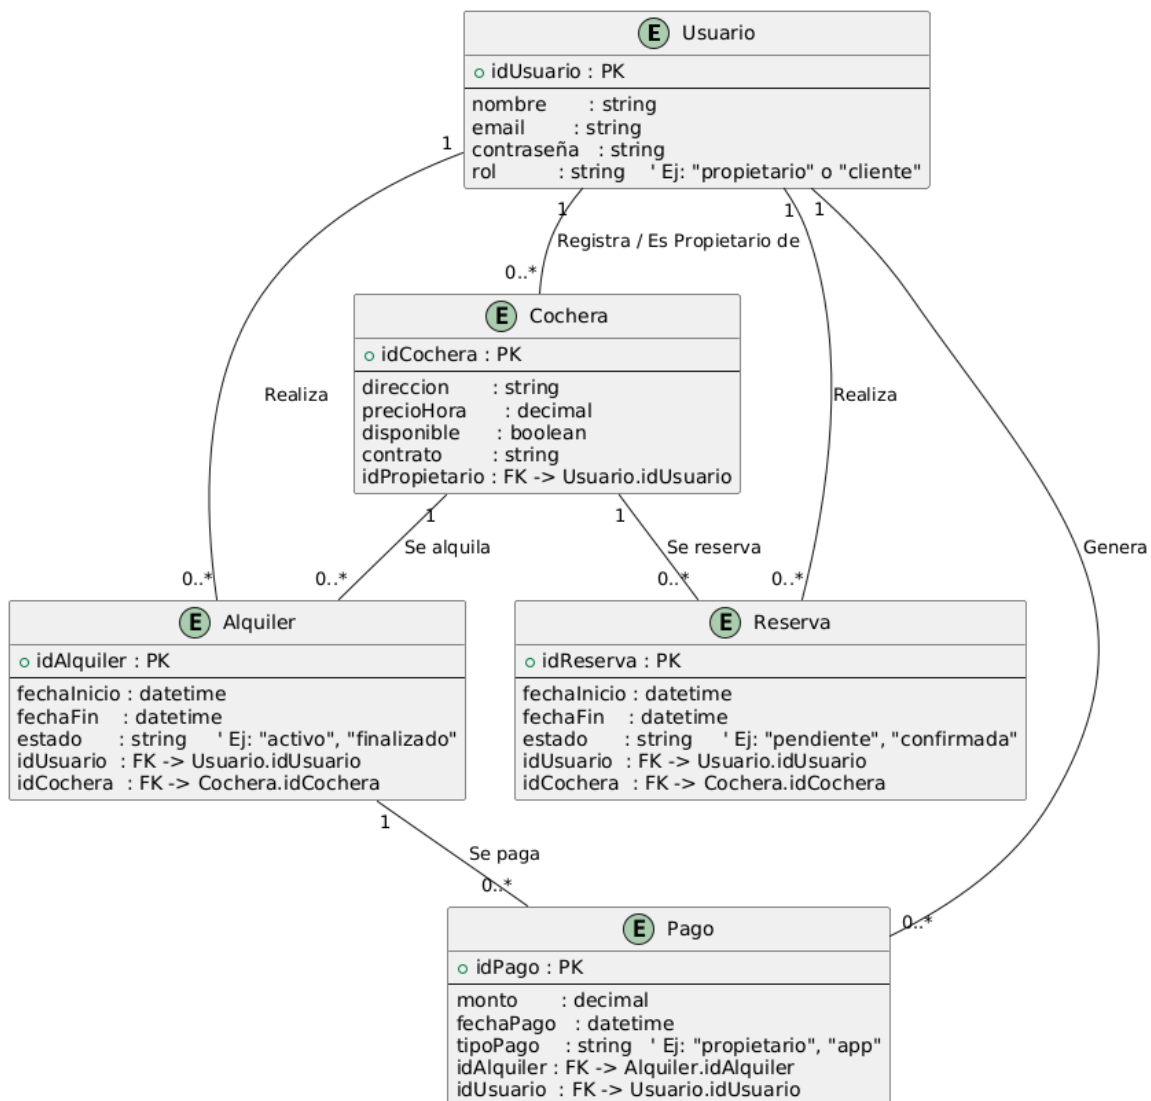 E Usuario
idUsuario : PK
nombre : string
email : string
contraseña : string
rol : string ' Ej: "propietario" o "cliente"
1
1
1
1
Registra / Es Propietario de
0..*
E Cochera
idCochera : PK
direccion : string
precioHora : decimal
disponible : boolean
contrato : string
idPropietario : FK -> Usuario.idUsuario
Realiza
Realiza
1
1
Se alquila
Se reserva
Genera
0..*
0..*
0..*
0..*
E Alquiler
idAlquiler : PK
fechaInicio : datetime
fechaFin : datetime
estado : string ' Ej: "activo", "finalizado"
idUsuario : FK -> Usuario.idUsuario
idCochera : FK -> Cochera.idCochera
E Reserva
idReserva : PK
fechaInicio : datetime
fechaFin : datetime
estado : string ' Ej: "pendiente", "confirmada"
idUsuario : FK -> Usuario.idUsuario
idCochera : FK -> Cochera.idCochera
1
Se paga
0..*
0..*
E Pago
idPago : PK
monto : decimal
fechaPago : datetime
tipoPago : string ' Ej: "propietario", "app"
idAlquiler : FK -> Alquiler.idAlquiler
idUsuario : FK -> Usuario.idUsuario